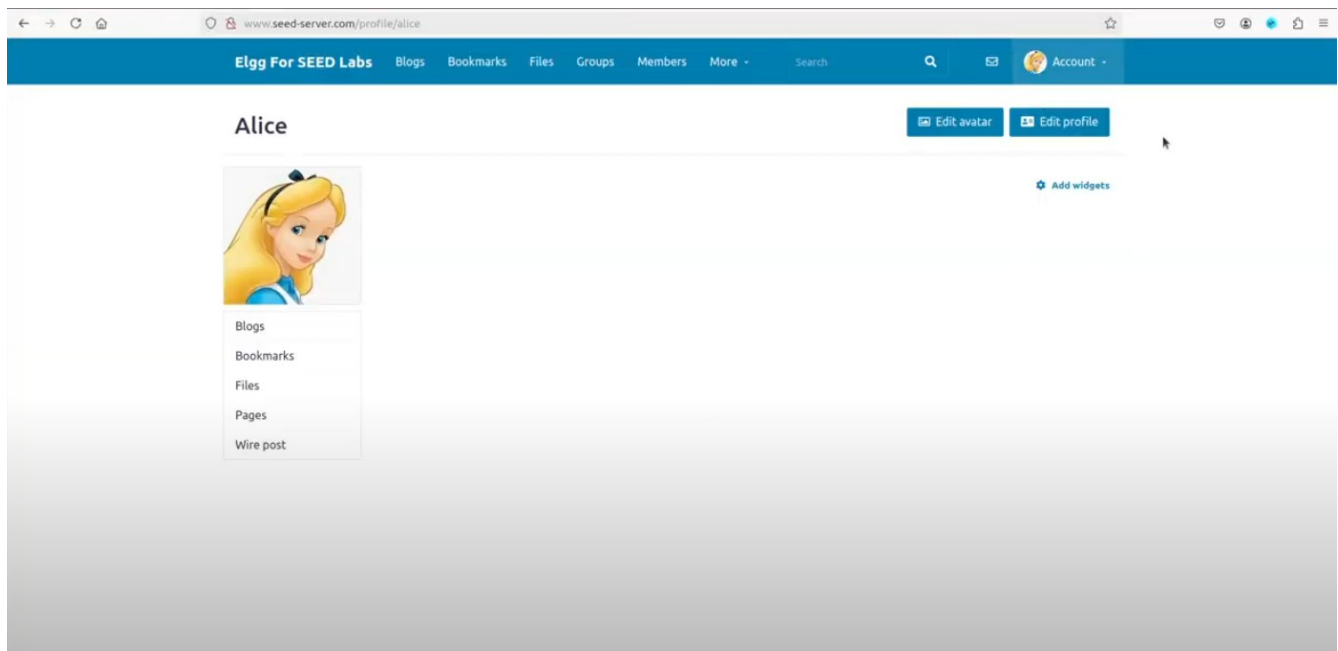 www.seed-server.com/profile/alice
Elgg For SEED Labs Blogs Bookmarks Files Groups Members More Search Account
Alice
Edit avatar Edit profile
Add widgets
Blogs
Bookmarks
Files
Pages
Wire post